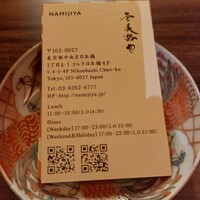 NAMIJIYA
〒103-0027
東京都中央区日本橋
1丁目4-1 コレド日本橋4F
1-4-1-4F Nihonbashi Chuo-ku
Tokyo, 103-0027 Japan
Tel: 03-6262-6777
HP: http://namijiya.jp/
Lunch
11:00-15:00(L.O 14:30)
Diner
[Weekday] 17:00-23:00(L.O 22:00)
[Weekend&Holiday] 17:00-22:00(L.O 21:00)